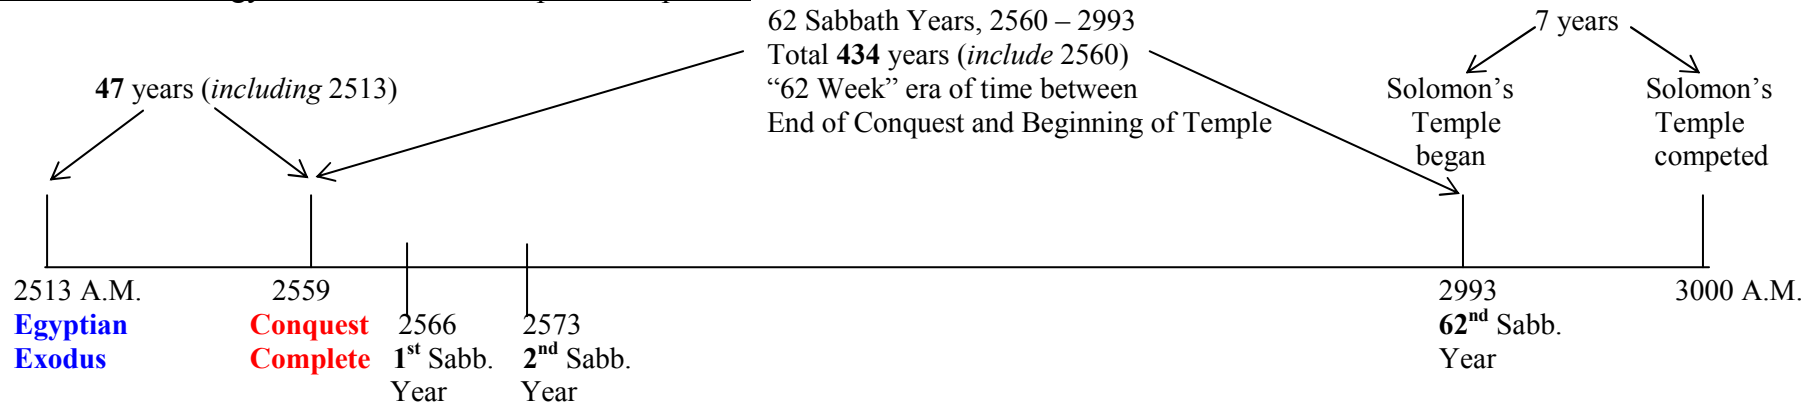 62 Sabbath Years, 2560 – 2993
Total 434 years (include 2560)
“62 Week” era of time between
End of Conquest and Beginning of Temple
7 years
47 years (including 2513)
Solomon’s
Temple
began
Solomon’s
Temple
competed
2513 A.M.
Egyptian
Exodus
2559
Conquest
Complete
2566
1st Sabb.
Year
2573
2nd Sabb.
Year
2993
62nd Sabb.
Year
3000 A.M.